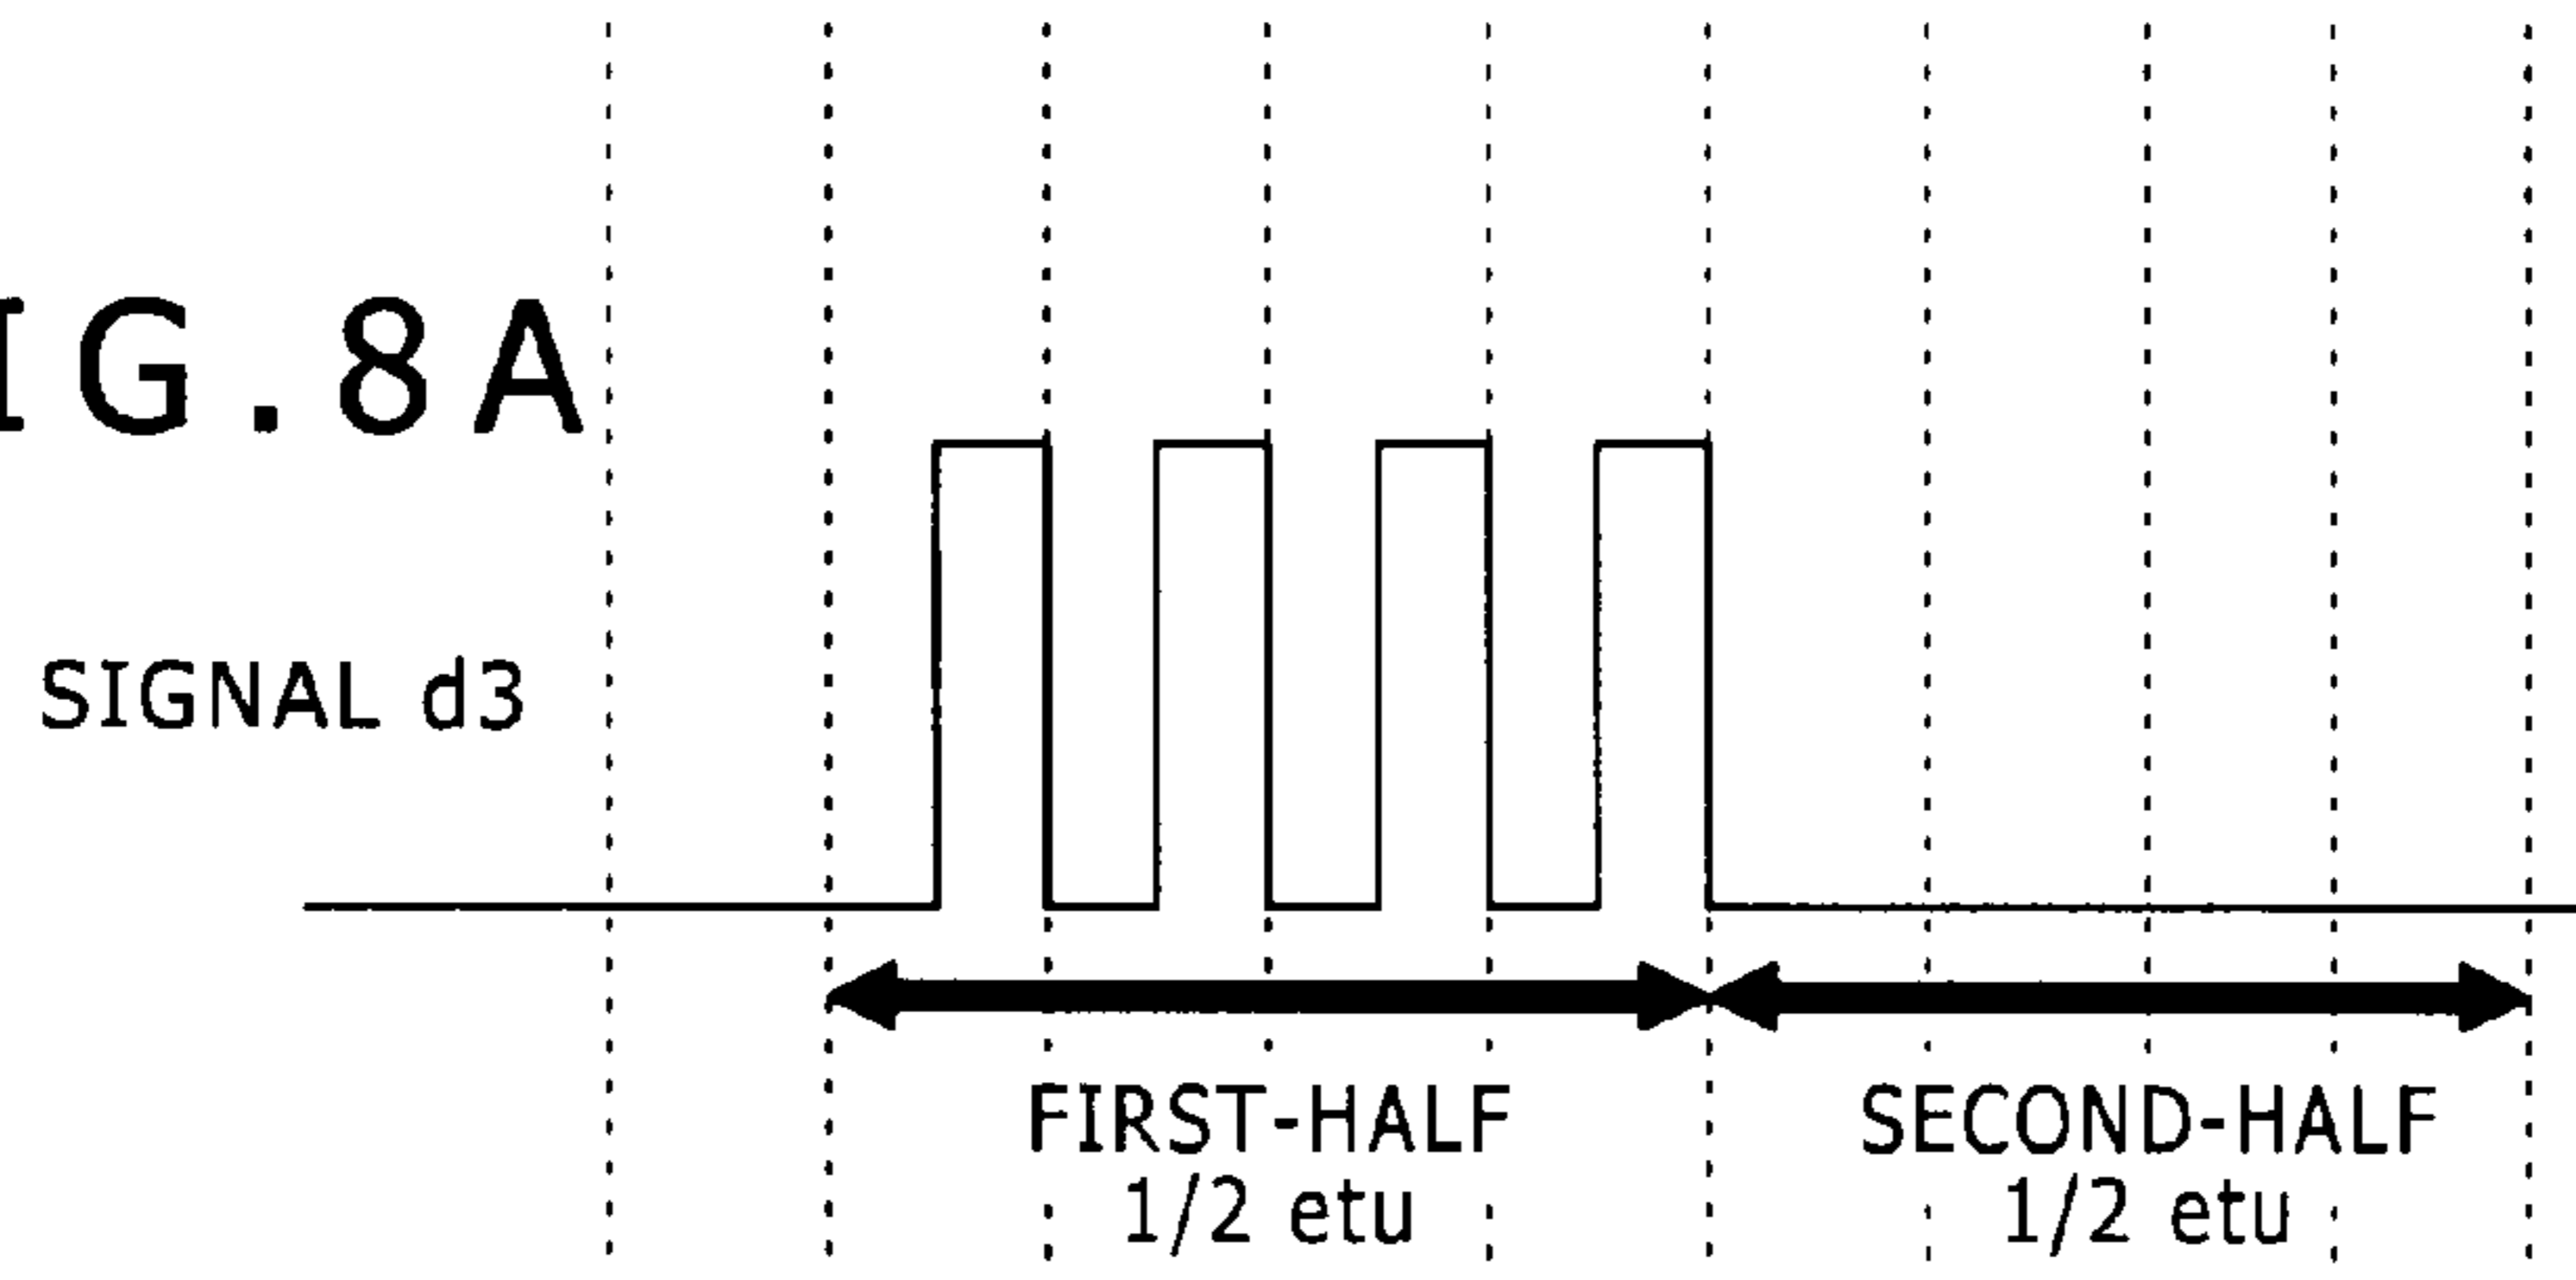 IG.8A
SIGNAL d3
FIRST-HALF
1/2 etu
SECOND-HALF
1/2 etu